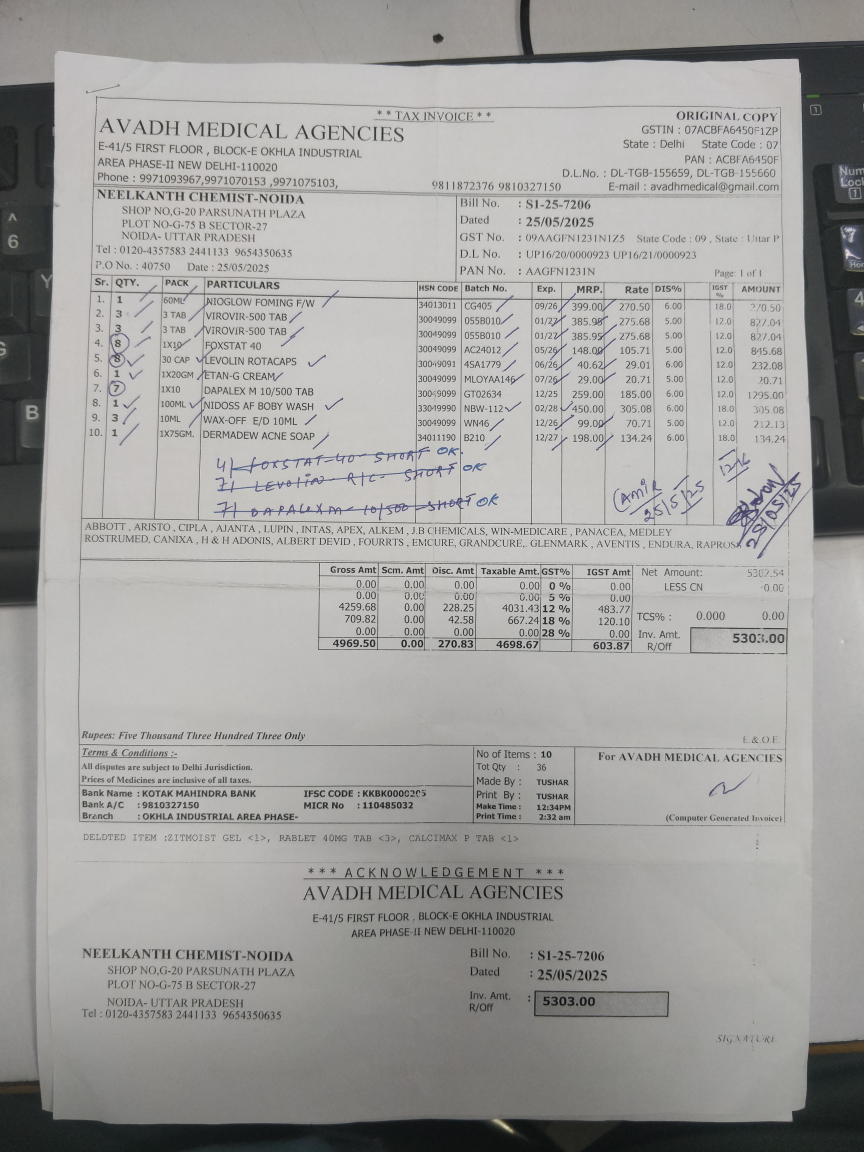 * * TAX INVOICE * *
ORIGINAL COPY
AVADH MEDICAL AGENCIES
GSTIN : 07ACBFA6450F1ZP
E-41/5 FIRST FLOOR , BLOCK-E OKHLA INDUSTRIAL
State : Delhi State Code : 07
AREA PHASE-II NEW DELHI-110020
PAN : ACBFA6450F
D.L.No. : DL-TGB-155659, DL-TGB-155660
Phone : 9971093967,9971070153 ,9971075103, 9811872376 9810327150
E-mail : avadhmedical@gmail.com
NEELKANTH CHEMIST-NOIDA
SHOP NO,G-20 PARSUNATH PLAZA
PLOT NO-G-75 B SECTOR-27
NOIDA- UTTAR PRADESH
Tel : 0120-4357583 2441133 9654350635
P.O No. : 40750 Date : 25/05/2025
Bill No. : S1-25-7206
Dated : 25/05/2025
GST No. : 09AAGFN1231N1Z5 State Code : 09 , State : Uttar P
D.L No. : UP16/20/0000923 UP16/21/0000923
PAN No. : AAGFN1231N
Page: 1 of 1
Sr. QTY. PACK PARTICULARS HSN CODE Batch No. Exp. MRP. Rate DIS% IGST % AMOUNT
1. 1 60ML NIOGLOW FOMING F/W 34013011 CG405 09/26 399.00 270.50 6.00 18.0 270.50
2. 3 3 TAB VIROVIR-500 TAB 30049099 055B010 01/27 385.95 275.68 5.00 12.0 827.04
3. 3 3 TAB VIROVIR-500 TAB 30049099 055B010 01/27 385.95 275.68 5.00 12.0 827.04
4. 8 1X10 FOXSTAT 40 30049099 AC24012 05/26 148.00 105.71 5.00 12.0 845.68
5. 8 30 CAP LEVOLIN ROTACAPS 30049091 4SA1779 06/26 40.62 29.01 6.00 12.0 232.08
6. 1 1X20GM ETAN-G CREAM 30049099 MLOYAA146 07/26 29.00 20.71 5.00 12.0 20.71
7. 7 1X10 DAPALEX M 10/500 TAB 30049099 GT02634 12/25 259.00 185.00 6.00 12.0 1295.00
8. 1 100ML NIDOSS AF BOBY WASH 33049990 NBW-112 02/28 450.00 305.08 6.00 18.0 305.08
9. 3 10ML WAX-OFF E/D 10ML 30049099 WN46 12/26 99.00 70.71 5.00 12.0 212.13
10. 1 1X75GM. DERMADEW ACNE SOAP 34011190 B210 12/27 198.00 134.24 6.00 18.0 134.24
4) FOXSTAT-40- SHORT OK.
7) LEVOLIN- R/C- SHORT OK
7) DAPALEX M- 10/500- SHORT OK
Amir
25/5/25
25/05/25
ABBOTT , ARISTO , CIPLA , AJANTA , LUPIN , INTAS, APEX, ALKEM , J.B CHEMICALS, WIN-MEDICARE , PANACEA, MEDLEY
ROSTRUMED, CANIXA , H & H ADONIS, ALBERT DEVID , FOURRTS , EMCURE, GRANDCURE,. GLENMARK , AVENTIS , ENDURA, RAPROSS
Gross Amt Scm. Amt Disc. Amt Taxable Amt. GST% IGST Amt
0.00 0.00 0.00 0.00 0 % 0.00
0.00 0.00 0.00 0.00 5 % 0.00
4259.68 0.00 228.25 4031.43 12 % 483.77
709.82 0.00 42.58 667.24 18 % 120.10
0.00 0.00 0.00 0.00 28 % 0.00
4969.50 0.00 270.83 4698.67 603.87
Net Amount: 5302.54
LESS CN -0.00
TCS% : 0.000 0.00
Inv. Amt. R/Off 5303.00
Rupees: Five Thousand Three Hundred Three Only
E. & O.E.
Terms & Conditions :-
All disputes are subject to Delhi Jurisdiction.
Prices of Medicines are inclusive of all taxes.
Bank Name : KOTAK MAHINDRA BANK IFSC CODE : KKBK0000205
Bank A/C : 9810327150 MICR No : 110485032
Branch : OKHLA INDUSTRIAL AREA PHASE-
No of Items : 10
Tot Qty : 36
Made By : TUSHAR
Print By : TUSHAR
Make Time : 12:34PM
Print Time : 2:32 am
For AVADH MEDICAL AGENCIES
(Computer Generated Invoice)
DELDTED ITEM :ZITMOIST GEL <1>, RABLET 40MG TAB <3>, CALCIMAX P TAB <1>
* * * ACKNOWLEDGEMENT * * *
AVADH MEDICAL AGENCIES
E-41/5 FIRST FLOOR , BLOCK-E OKHLA INDUSTRIAL
AREA PHASE-II NEW DELHI-110020
NEELKANTH CHEMIST-NOIDA
SHOP NO,G-20 PARSUNATH PLAZA
PLOT NO-G-75 B SECTOR-27
NOIDA- UTTAR PRADESH
Tel : 0120-4357583 2441133 9654350635
Bill No. : S1-25-7206
Dated : 25/05/2025
Inv. Amt. R/Off : 5303.00
SIGNATURE